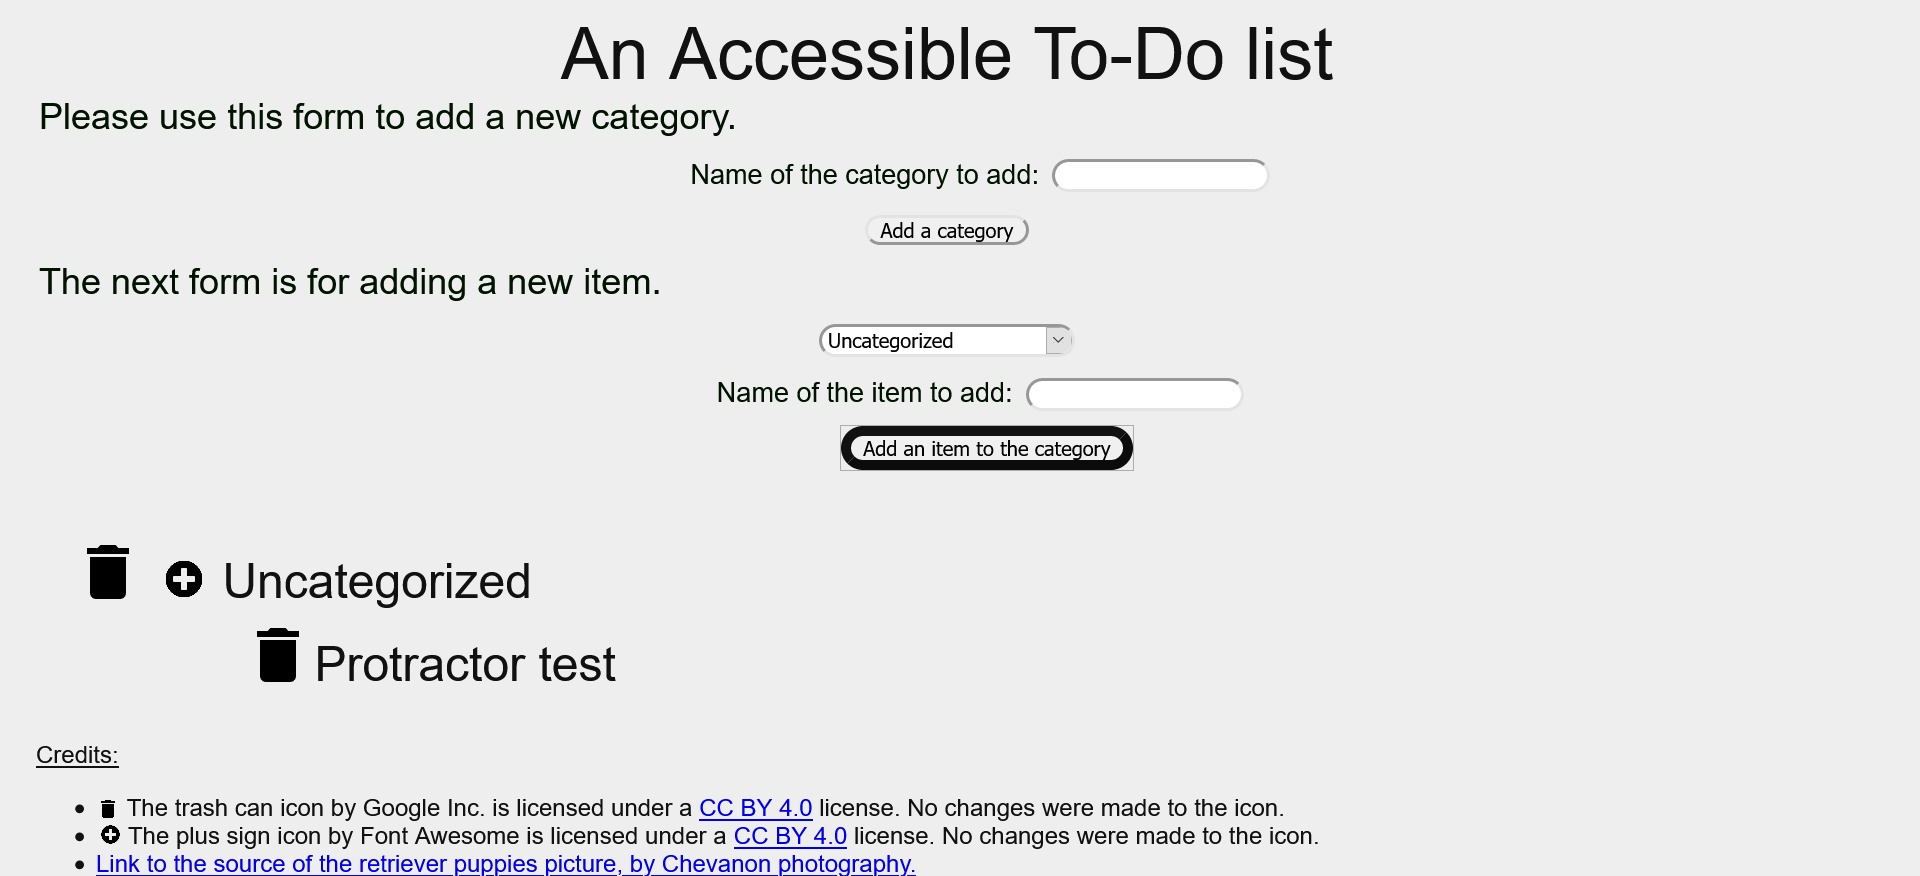 An Accessible To-Do list
Please use this form to add a new category.
Name of the category to add:
Add a category
The next form is for adding a new item.
Uncategorized
Name of the item to add:
Add an item to the category
Uncategorized
Protractor test
Credits:
The trash can icon by Google Inc. is licensed under a CC BY 4.0 license. No changes were made to the icon.
The plus sign icon by Font Awesome is licensed under a CC BY 4.0 license. No changes were made to the icon.
Link to the source of the retriever puppies picture, by Chevanon photography.